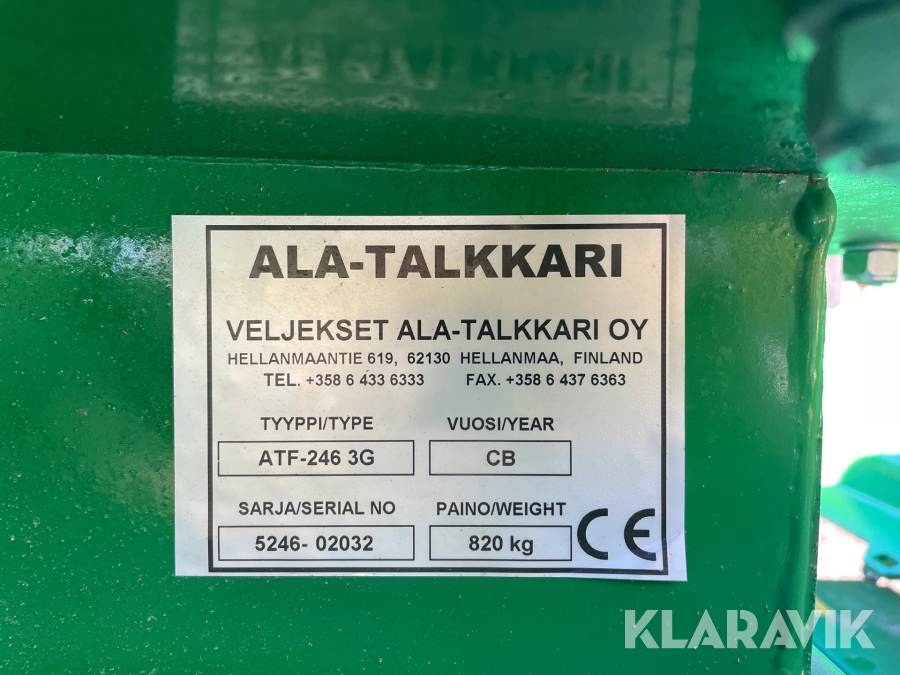 ALA-TALKKARI
VELJEKSET ALA-TALKKARI OY
HELLANMAANTIE 619, 62130 HELLANMAA, FINLAND
TEL. +358 6 433 6333 FAX. +358 6 437 6363
TYYPPI/TYPE VUOSI/YEAR
ATF-246 3G CB
SARJA/SERIAL NO PAINO/WEIGHT
5246- 02032 820 kg CE
KLARAVIK